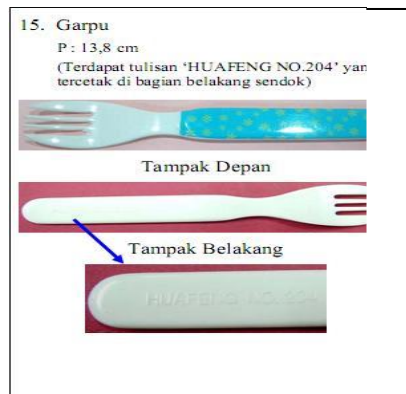 15. Garpu
P : 13,8 cm
(Terdapat tulisan ‘HUAFENG NO.204’ yan
tercetak di bagian belakang sendok)
Tampak Depan
Tampak Belakang
HUAFENG NO. 204